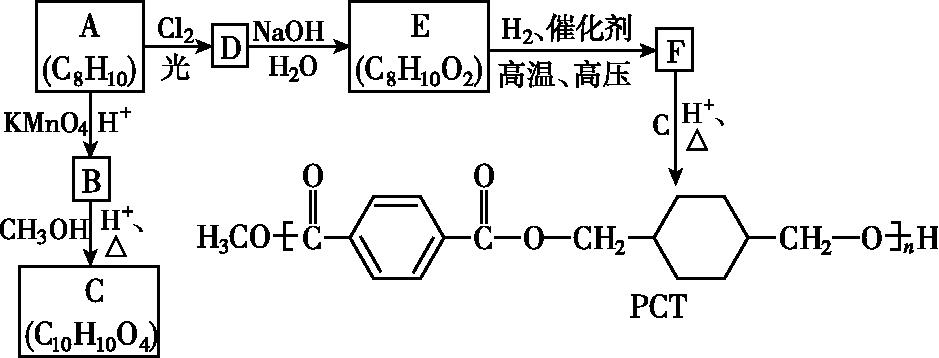 A
(C₈H₁₀)
Cl₂
光
D
NaOH
H₂O
E
(C₈H₁₀O₂)
H₂、催化剂
高温、高压
F
KMnO₄ H⁺
C H⁺、
△
B
CH₃OH H⁺、
△
C
(C₁₀H₁₀O₄)
O O
H₃CO-[C C-O-CH₂ CH₂-O-]ₙH
PCT